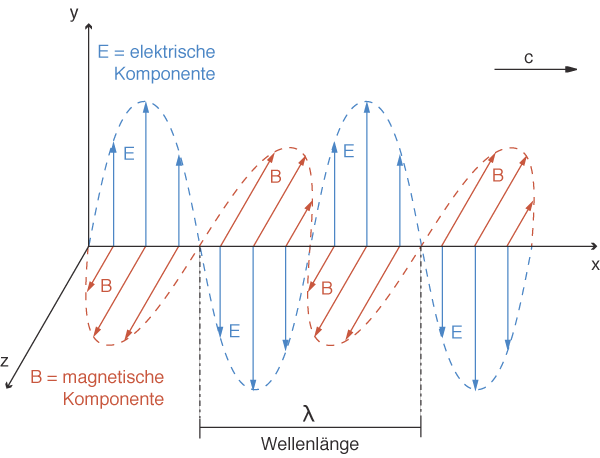 y
E = elektrische
Komponente
c
E
E
B
B
x
B
B
E
E
z
B = magnetische
Komponente
λ
Wellenlänge